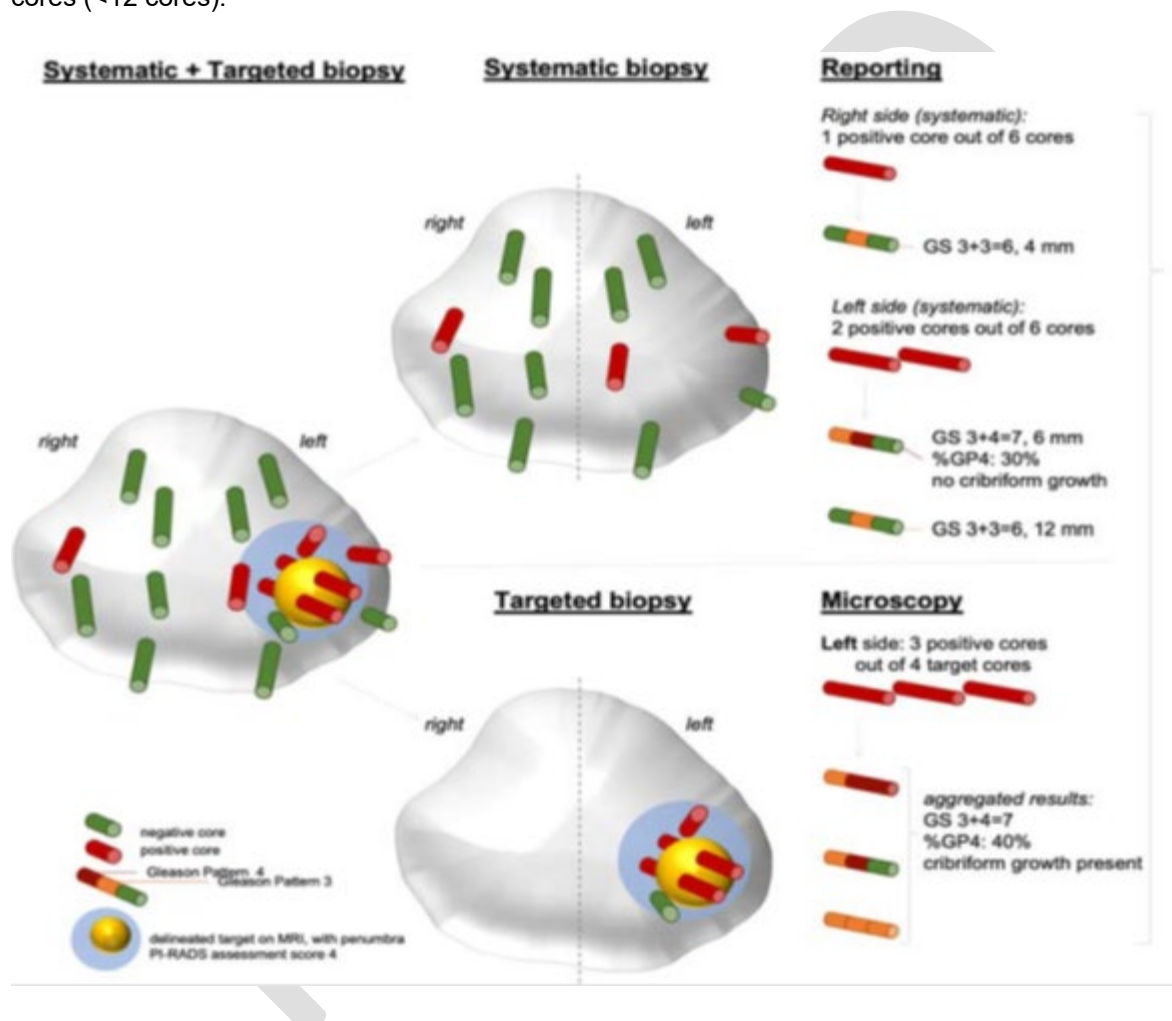 cores (<12 cores).
Systematic + Targeted biopsy
Systematic biopsy
Reporting
Right side (systematic):
1 positive core out of 6 cores
GS 3+3=6, 4 mm
right
left
Left side (systematic):
2 positive cores out of 6 cores
GS 3+4=7, 6 mm
%GP4: 30%
no cribriform growth
GS 3+3=6, 12 mm
right
left
Targeted biopsy
Microscopy
Left side: 3 positive cores
out of 4 target cores
right
left
aggregated results:
GS 3+4=7
%GP4: 40%
cribriform growth present
negative core
positive core
Gleason Pattern 4
Gleason Pattern 3
delineated target on MRI, with penumbra
PI-RADS assessment score 4